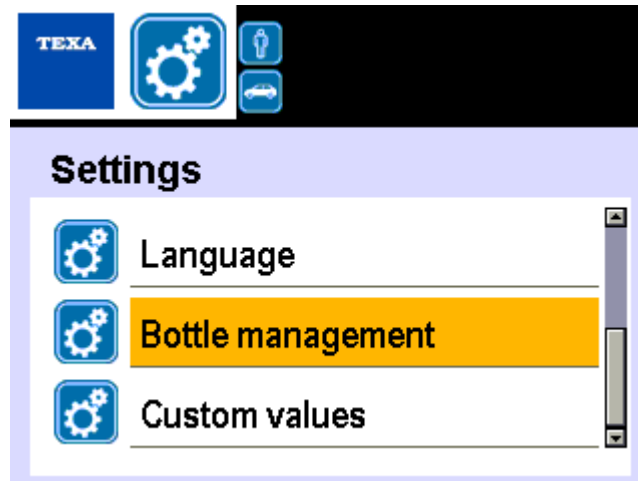 TEXA
Settings
Language
Bottle management
Custom values